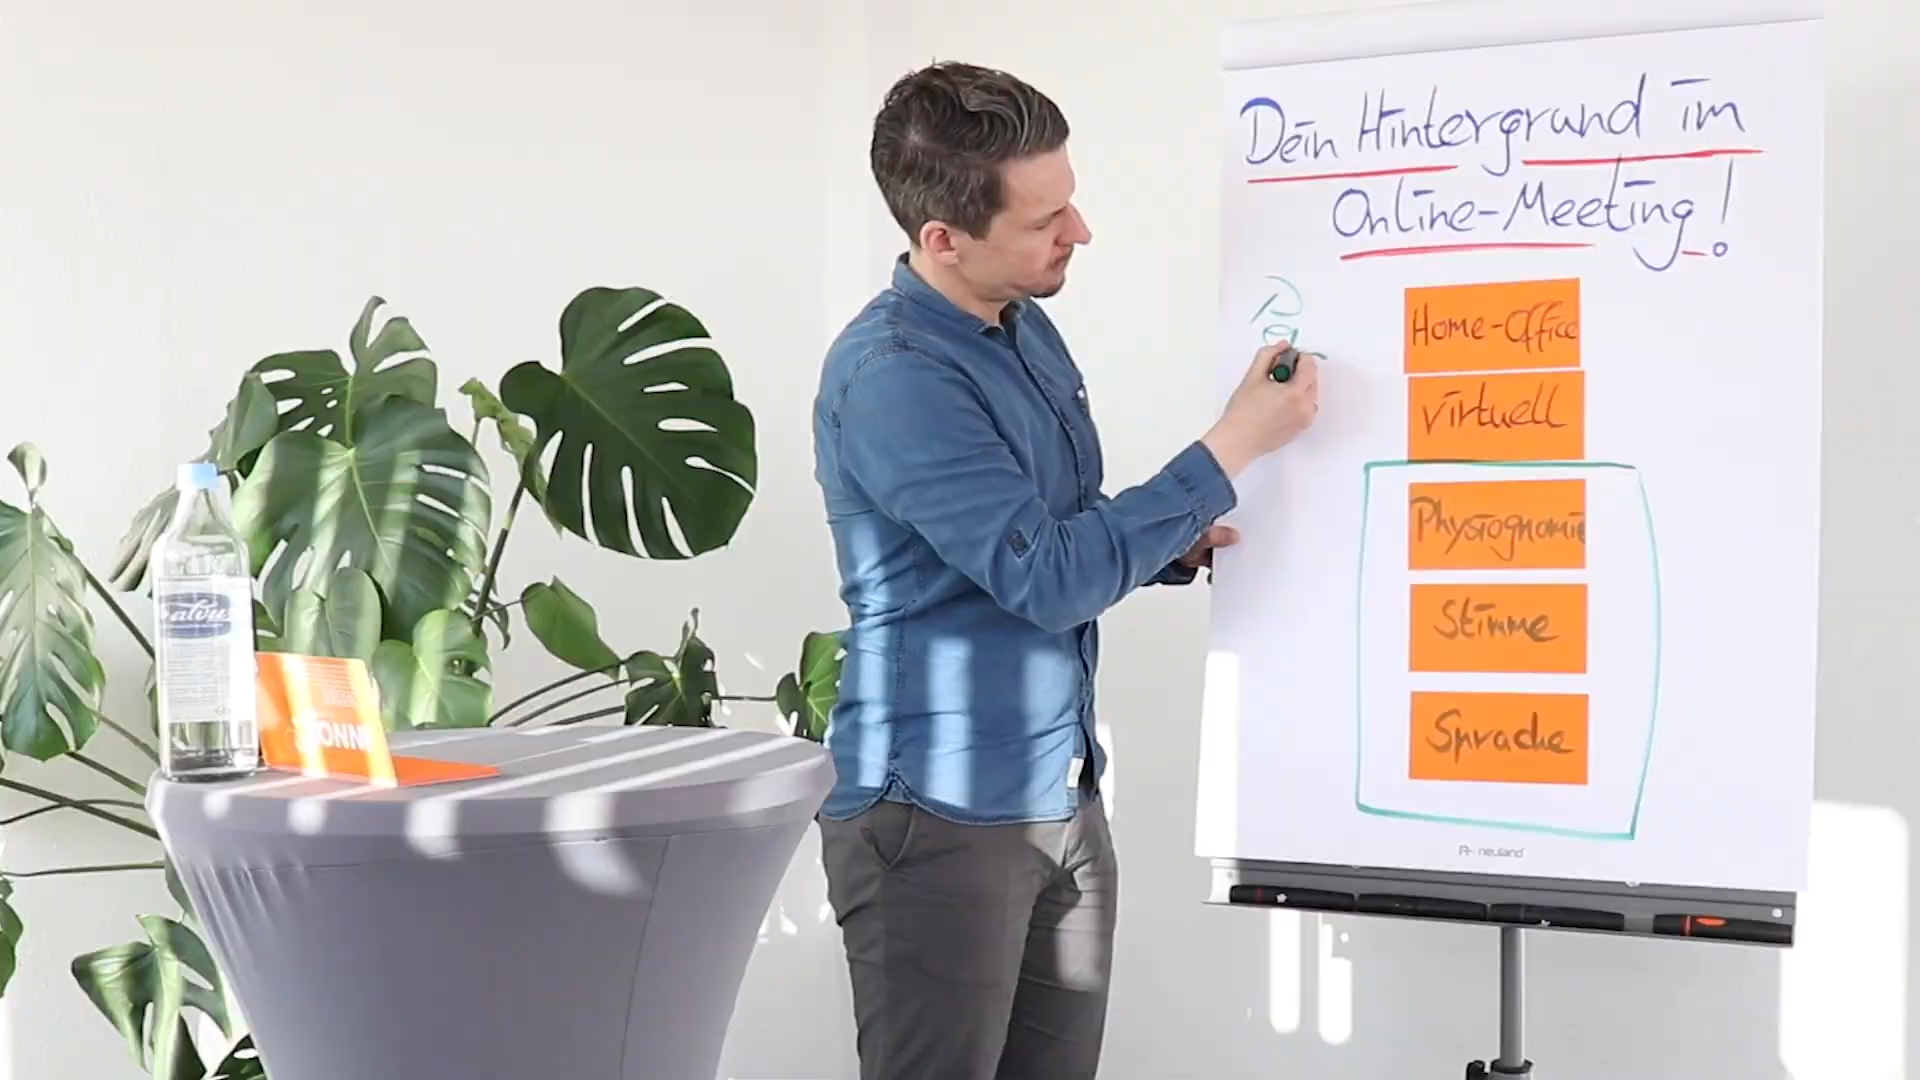 Dein Hintergrund im
Online-Meeting!
Home-Office
virtuell
Physiognomie
Stimme
Sprache
neuland